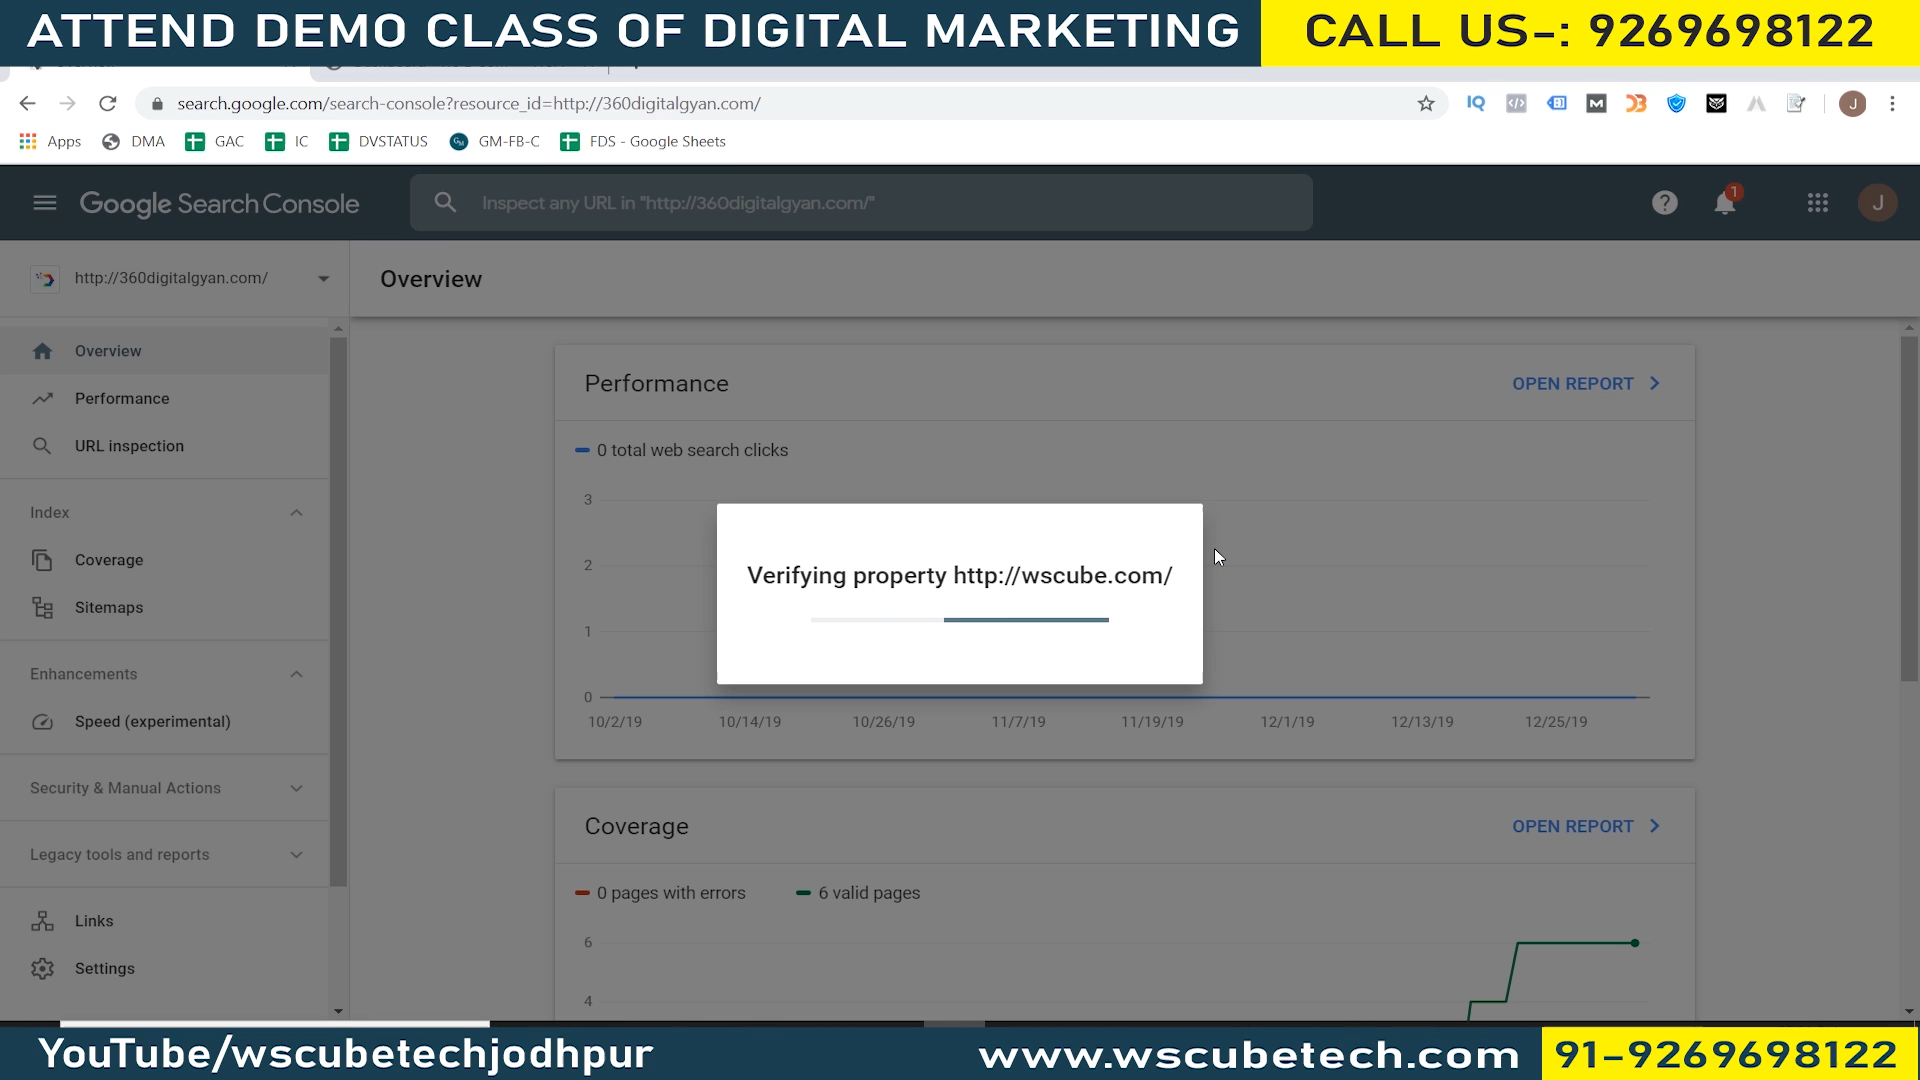 ATTEND DEMO CLASS OF DIGITAL MARKETING
CALL US-: 9269698122
search.google.com/search-console?resource_id=http://360digitalgyan.com/
IQ
M
J
Apps
DMA
GAC
IC
DVSTATUS
GM-FB-C
FDS - Google Sheets
Google Search Console
Inspect any URL in "http://360digitalgyan.com/"
1
J
http://360digitalgyan.com/
Overview
Overview
Performance
URL inspection
Index
Coverage
Sitemaps
Enhancements
Speed (experimental)
Security & Manual Actions
Legacy tools and reports
Links
Settings
Performance
OPEN REPORT
0 total web search clicks
3
2
1
0
10/2/19
10/14/19
10/26/19
11/7/19
11/19/19
12/1/19
12/13/19
12/25/19
Verifying property http://wscube.com/
Coverage
OPEN REPORT
0 pages with errors
6 valid pages
6
4
YouTube/wscubetechjodhpur
www.wscubetech.com
91-9269698122